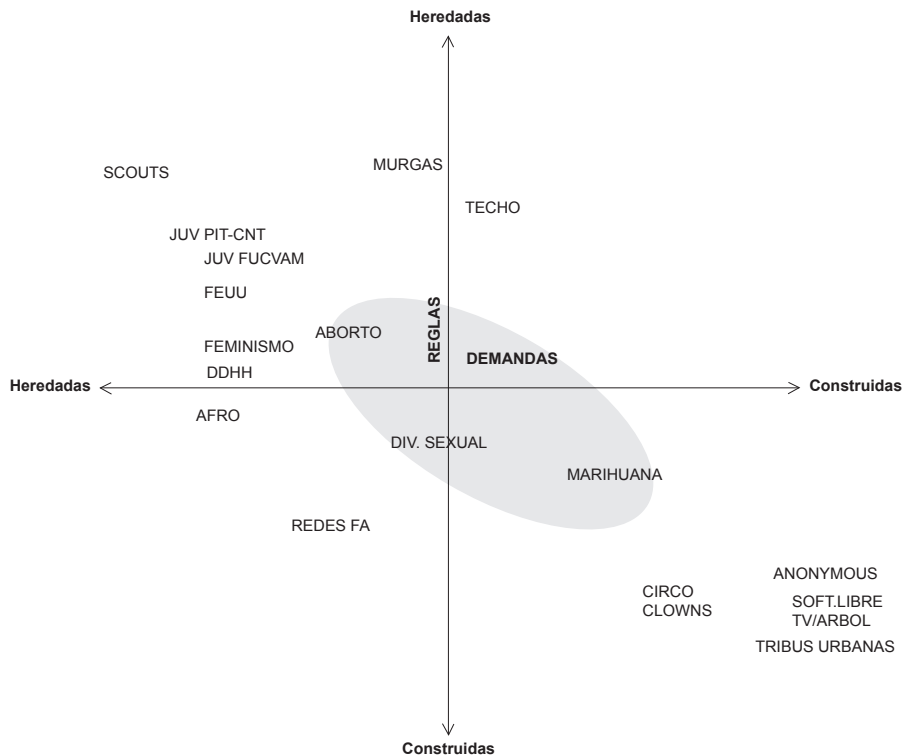 Heredadas
MURGAS
SCOUTS
TECHO
JUV PIT-CNT
JUV FUCVAM
FEUU
REGLAS
ABORTO
FEMINISMO
DEMANDAS
DDHH
Heredadas
Construidas
AFRO
DIV. SEXUAL
MARIHUANA
REDES FA
ANONYMOUS
CIRCO
CLOWNS
SOFT.LIBRE
TV/ARBOL
TRIBUS URBANAS
Construidas